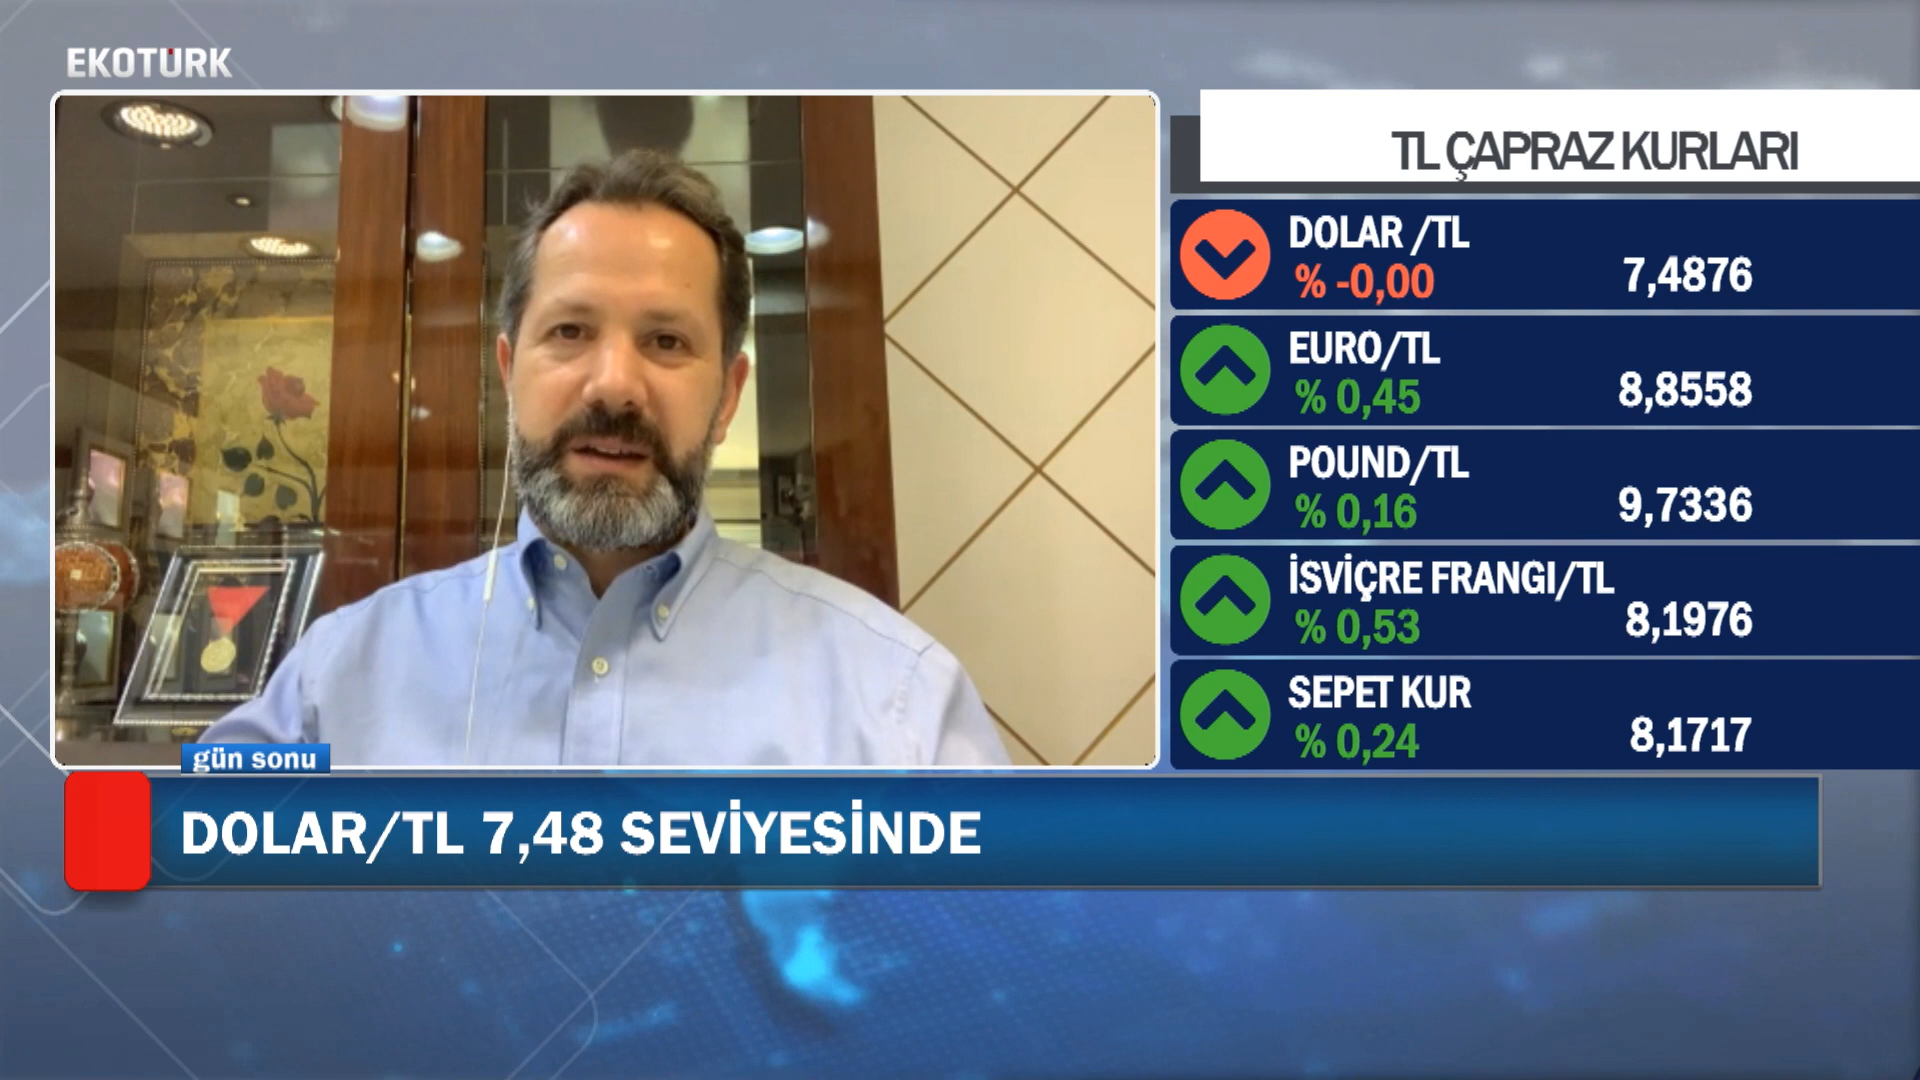 EKOTÜRK
TL ÇAPRAZ KURLARI
DOLAR /TL
% -0,00
7,4876
EURO/TL
% 0,45
8,8558
POUND/TL
% 0,16
9,7336
İSVİÇRE FRANGI/TL
% 0,53
8,1976
SEPET KUR
% 0,24
8,1717
gün sonu
DOLAR/TL 7,48 SEVİYESİNDE